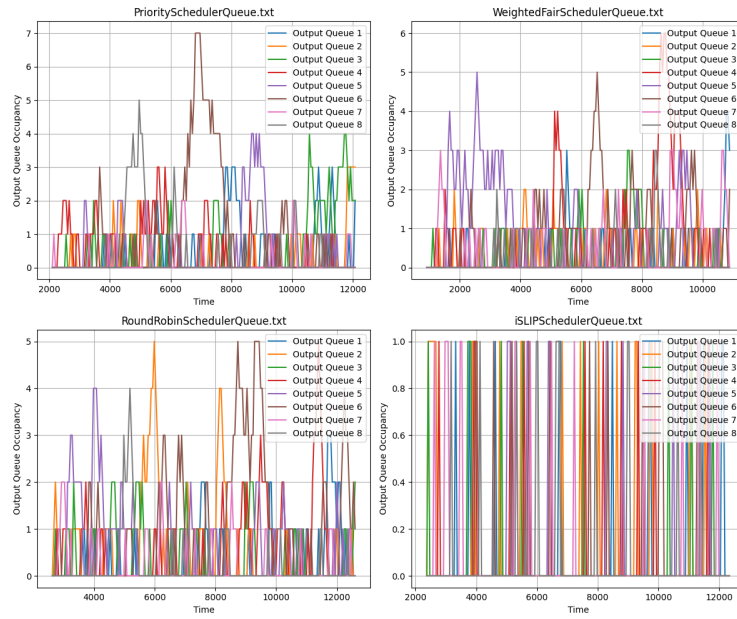 PrioritySchedulerQueue.txt
7
6
5
4
3
2
1
0
Output Queue Occupancy
2000 4000 6000 8000 10000 12000
Time
Output Queue 1
Output Queue 2
Output Queue 3
Output Queue 4
Output Queue 5
Output Queue 6
Output Queue 7
Output Queue 8
WeightedFairSchedulerQueue.txt
6
5
4
3
2
1
0
Output Queue Occupancy
2000 4000 6000 8000 10000
Time
Output Queue 1
Output Queue 2
Output Queue 3
Output Queue 4
Output Queue 5
Output Queue 6
Output Queue 7
Output Queue 8
RoundRobinSchedulerQueue.txt
5
4
3
2
1
0
Output Queue Occupancy
4000 6000 8000 10000 12000
Time
Output Queue 1
Output Queue 2
Output Queue 3
Output Queue 4
Output Queue 5
Output Queue 6
Output Queue 7
Output Queue 8
iSLIPSchedulerQueue.txt
1.0
0.8
0.6
0.4
0.2
0.0
Output Queue Occupancy
2000 4000 6000 8000 10000 12000
Time
Output Queue 1
Output Queue 2
Output Queue 3
Output Queue 4
Output Queue 5
Output Queue 6
Output Queue 7
Output Queue 8